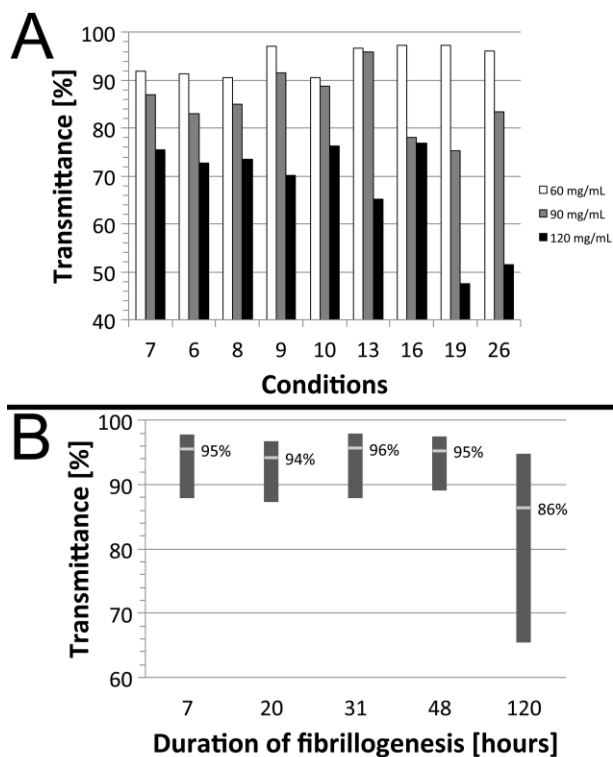 A
Transmittance [%]
100
90
80
70
60
50
40
7 6 8 9 10 13 16 19 26
Conditions
60 mg/mL
90 mg/mL
120 mg/mL
B
Transmittance [%]
100
90
80
70
60
95%
94%
96%
95%
86%
7 20 31 48 120
Duration of fibrillogenesis [hours]